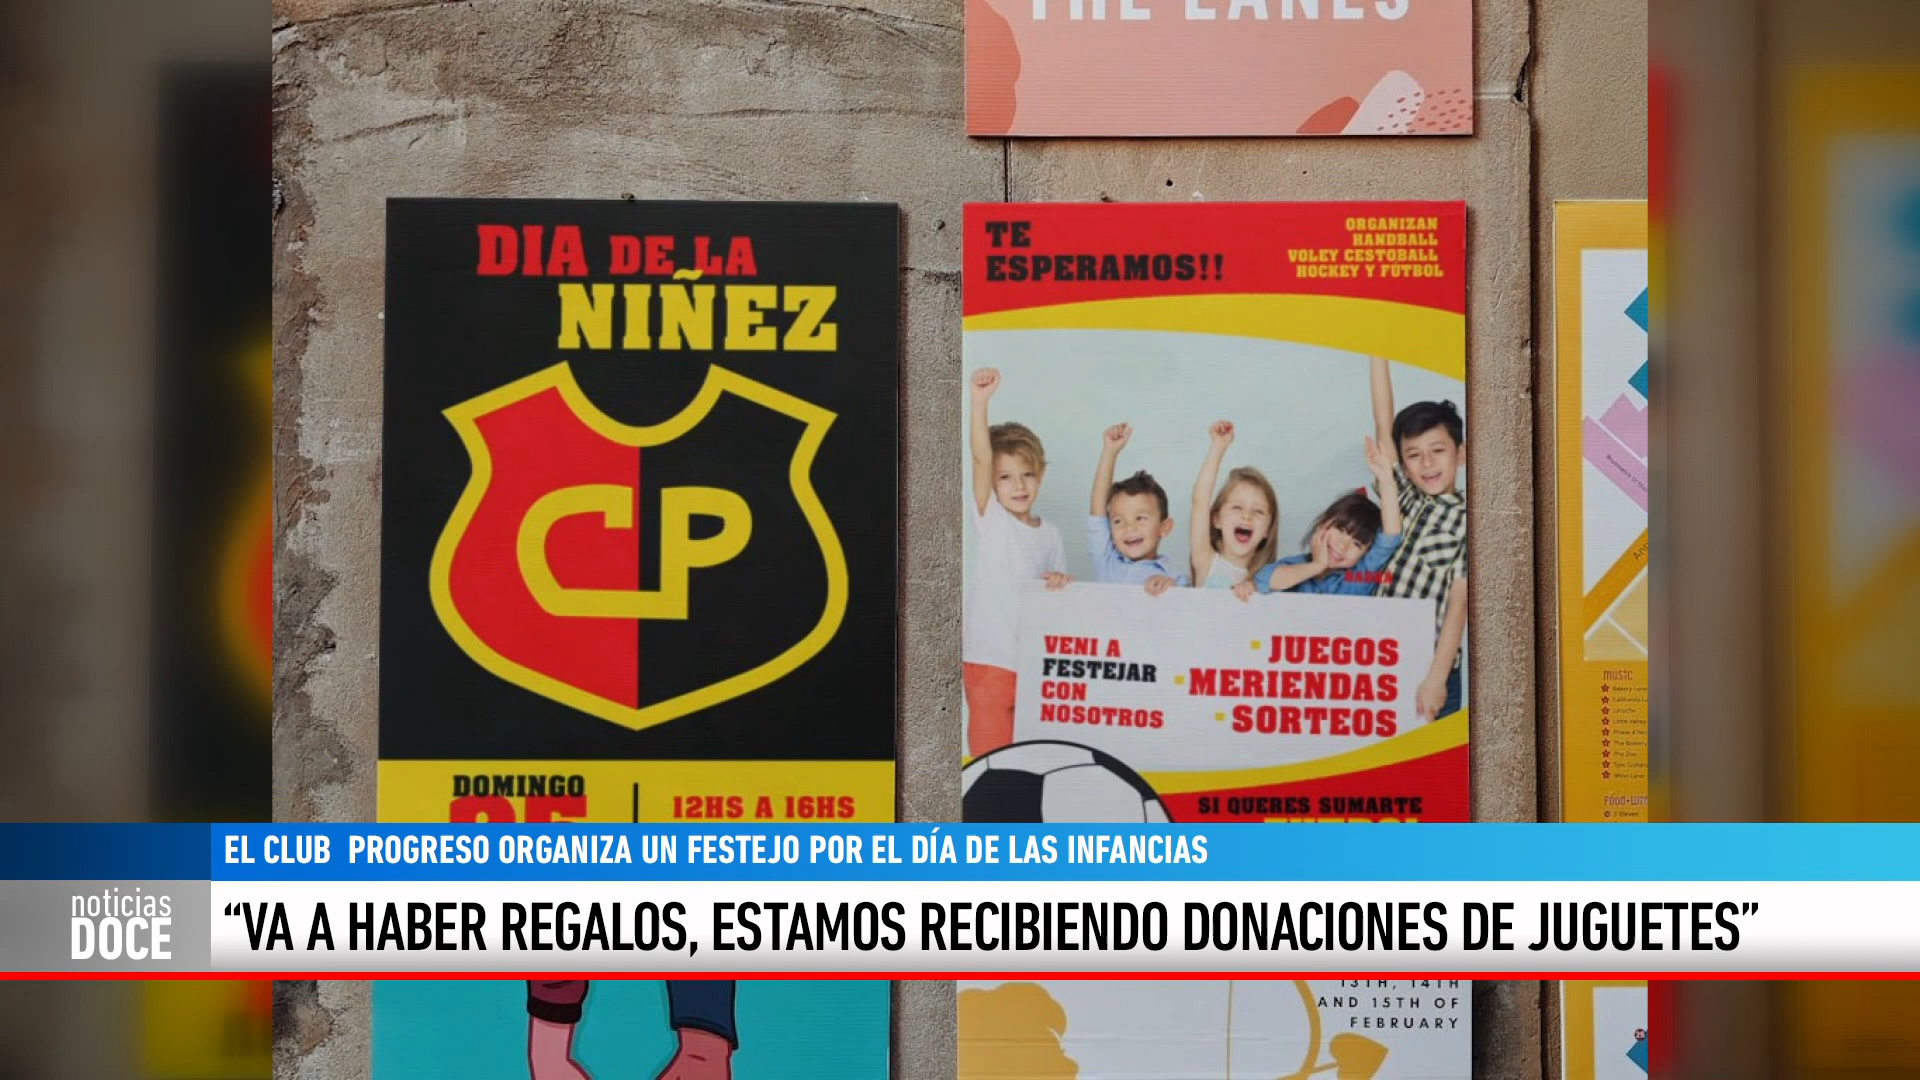 THE LANES
DIA DE LA
NIÑEZ
CP
DOMINGO
12HS A 16HS
TE
ESPERAMOS!!
ORGANIZAN
HANDBALL
VOLEY CESTOBALL
HOCKEY Y FÚTBOL
VENI A
FESTEJAR
CON
NOSOTROS
JUEGOS
MERIENDAS
SORTEOS
SI QUERES SUMARTE
MUSIC
EL CLUB PROGRESO ORGANIZA UN FESTEJO POR EL DÍA DE LAS INFANCIAS
noticias
DOCE
“VA A HABER REGALOS, ESTAMOS RECIBIENDO DONACIONES DE JUGUETES”
13TH, 14TH
AND 15TH OF
FEBRUARY